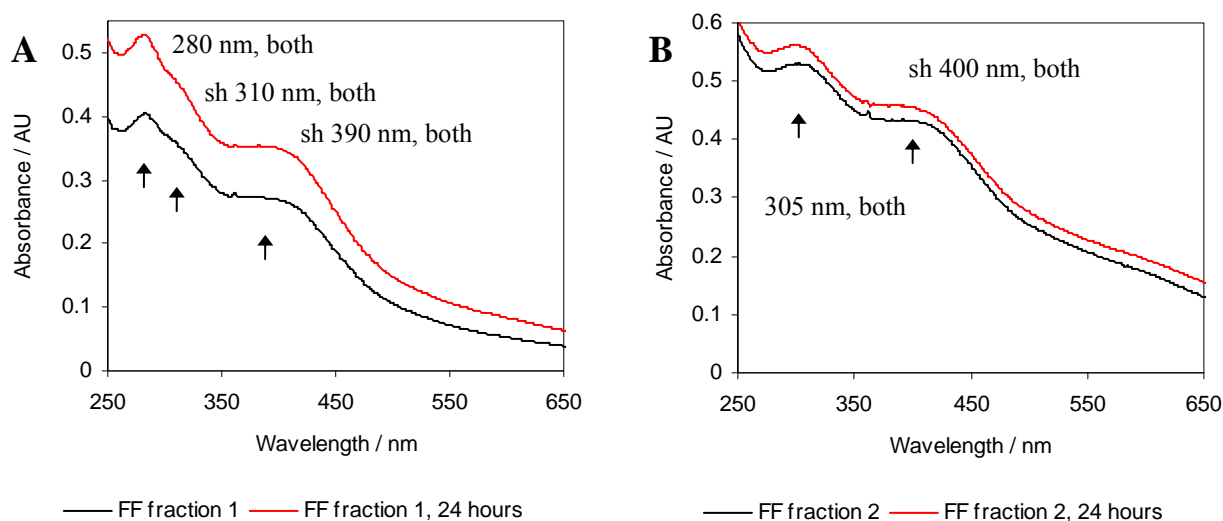 A
280 nm, both
sh 310 nm, both
sh 390 nm, both
Absorbance / AU
0.5
0.4
0.3
0.2
0.1
0
250 350 450 550 650
Wavelength / nm
FF fraction 1 FF fraction 1, 24 hours
B
sh 400 nm, both
305 nm, both
Absorbance / AU
0.6
0.5
0.4
0.3
0.2
0.1
0
250 350 450 550 650
Wavelength / nm
FF fraction 2 FF fraction 2, 24 hours